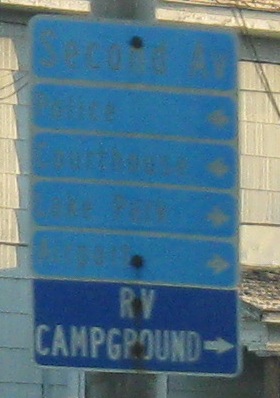 Second Av
Police
Courthouse
Lake Park
Airport
RV
CAMPGROUND